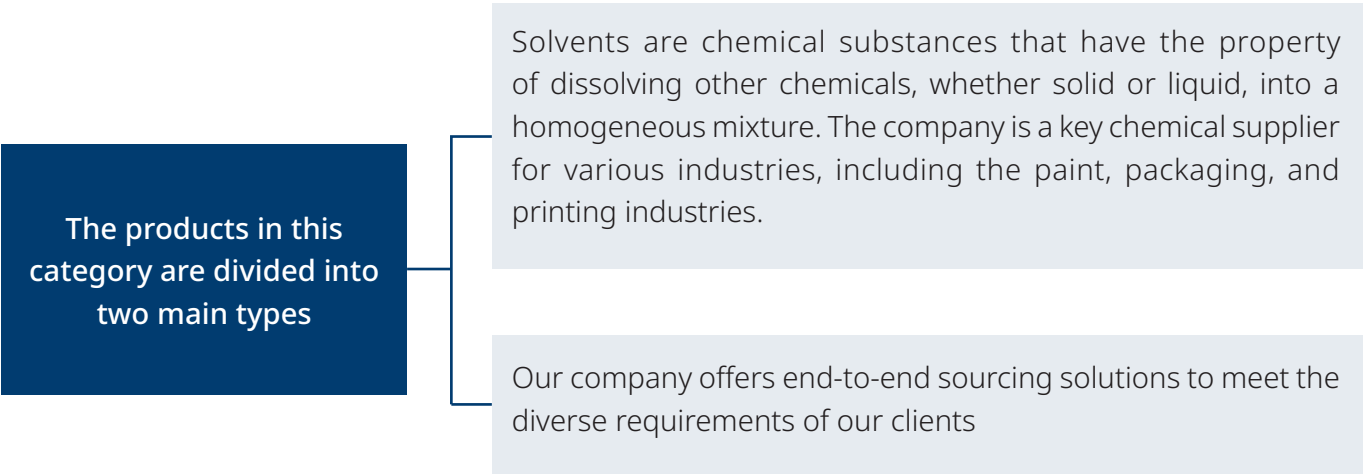 The products in this
category are divided into
two main types
Solvents are chemical substances that have the property
of dissolving other chemicals, whether solid or liquid, into a
homogeneous mixture. The company is a key chemical supplier
for various industries, including the paint, packaging, and
printing industries.
Our company offers end-to-end sourcing solutions to meet the
diverse requirements of our clients